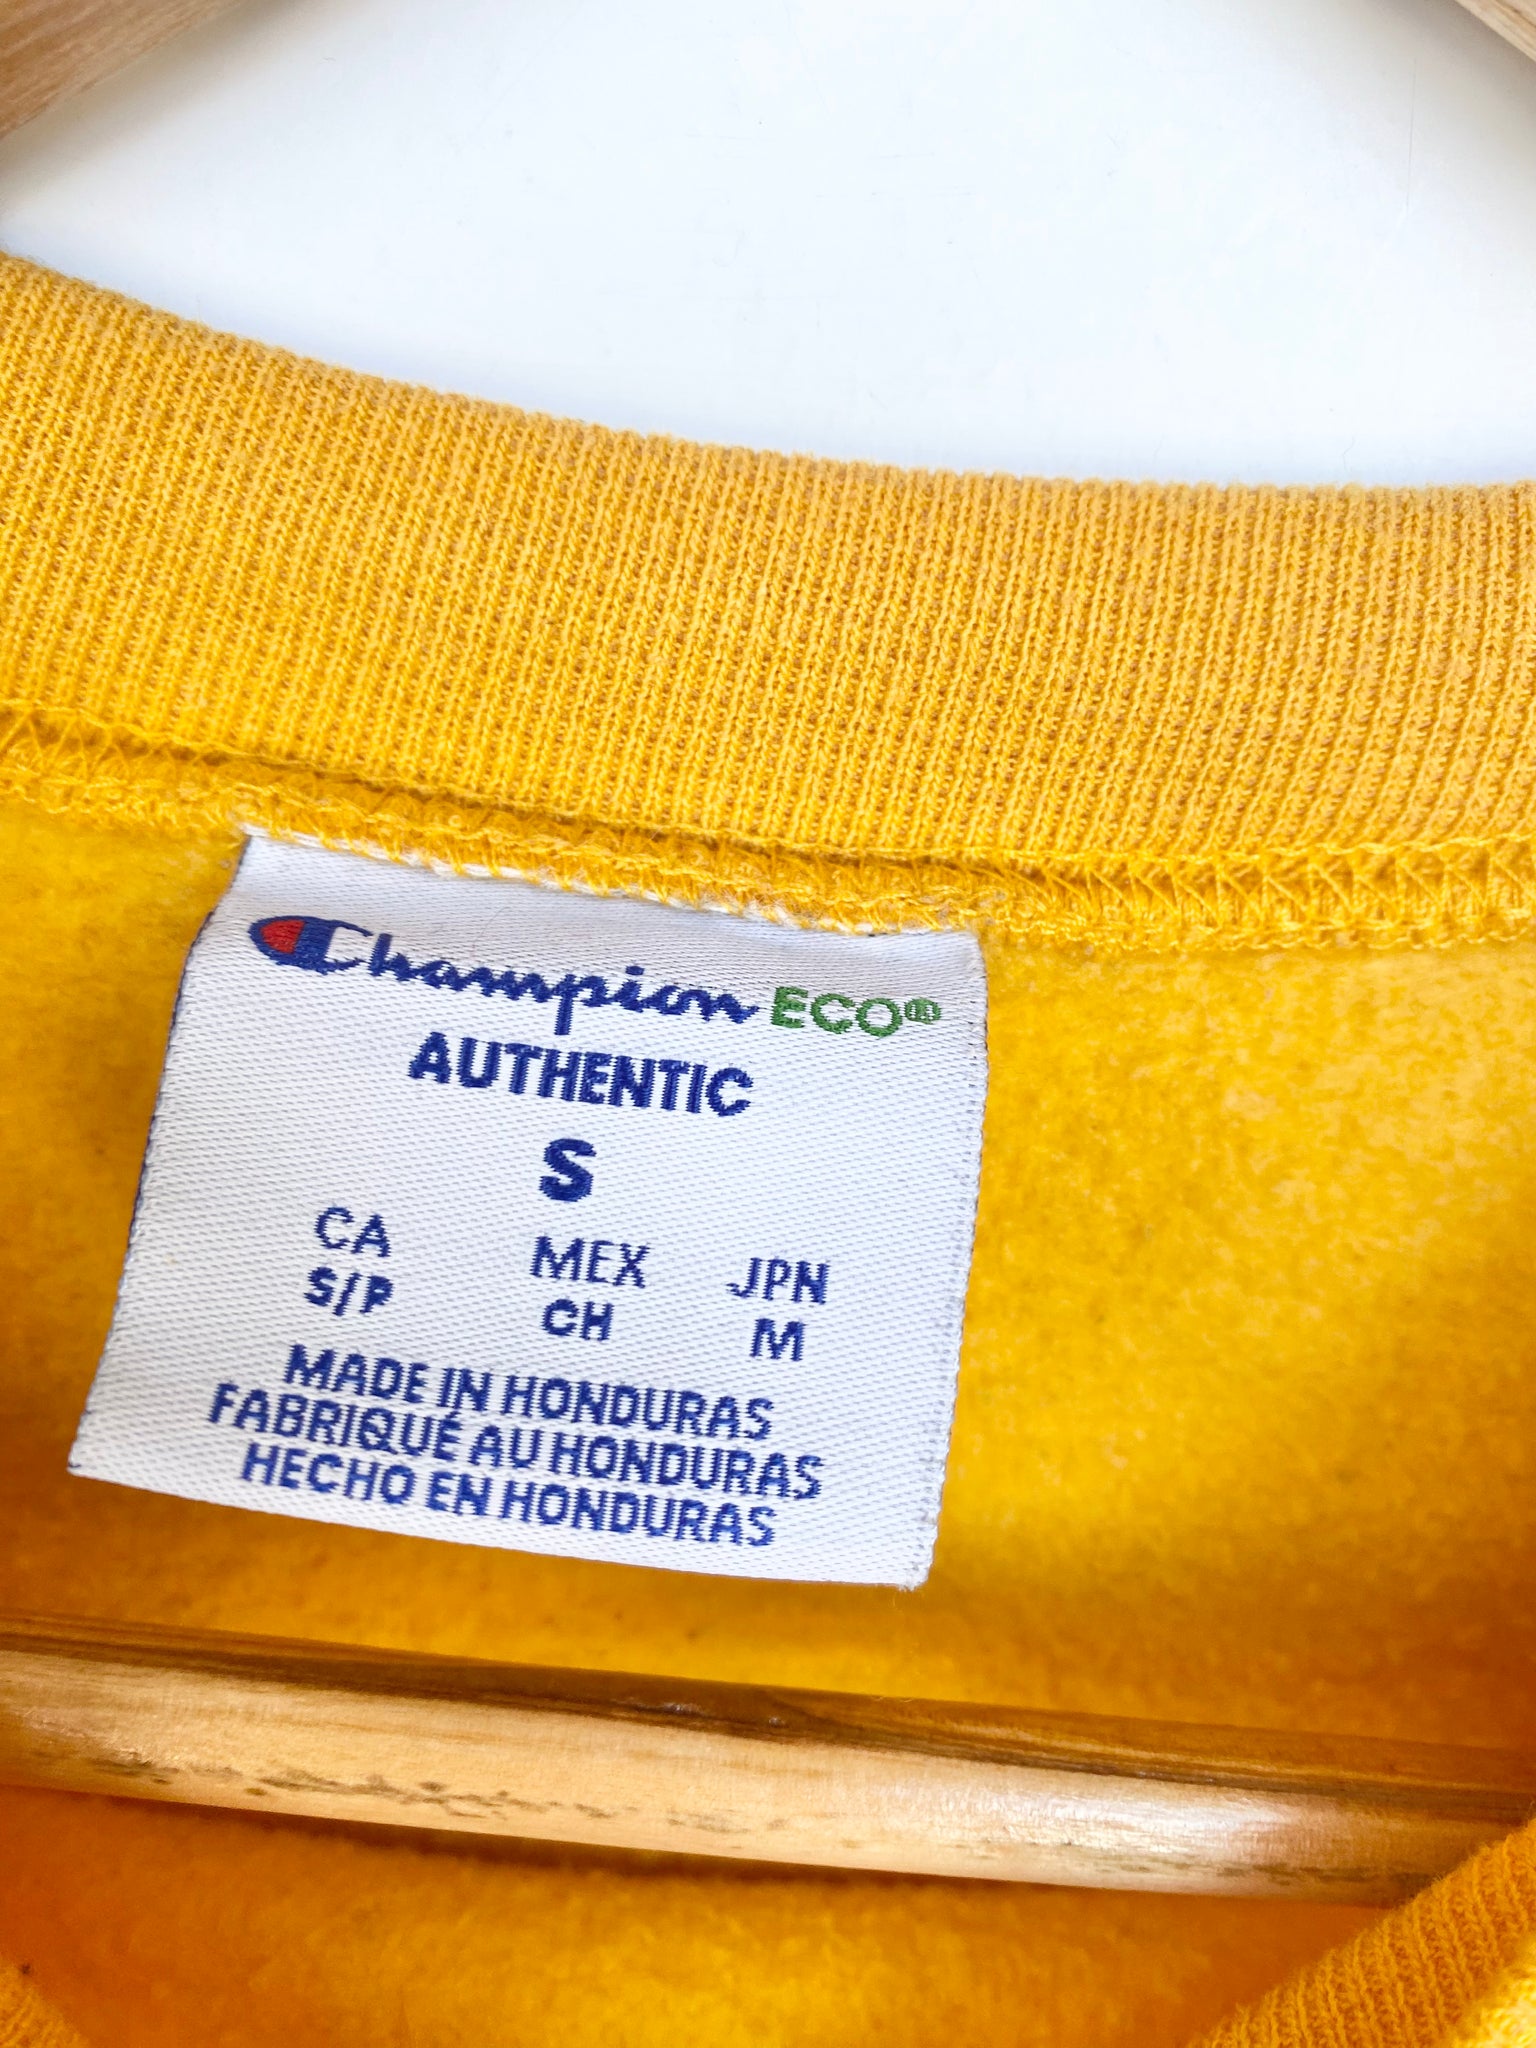 Champion ECO®
AUTHENTIC
S
CA MEX JPN
S/P CH M
MADE IN HONDURAS
FABRIQUÉ AU HONDURAS
HECHO EN HONDURAS